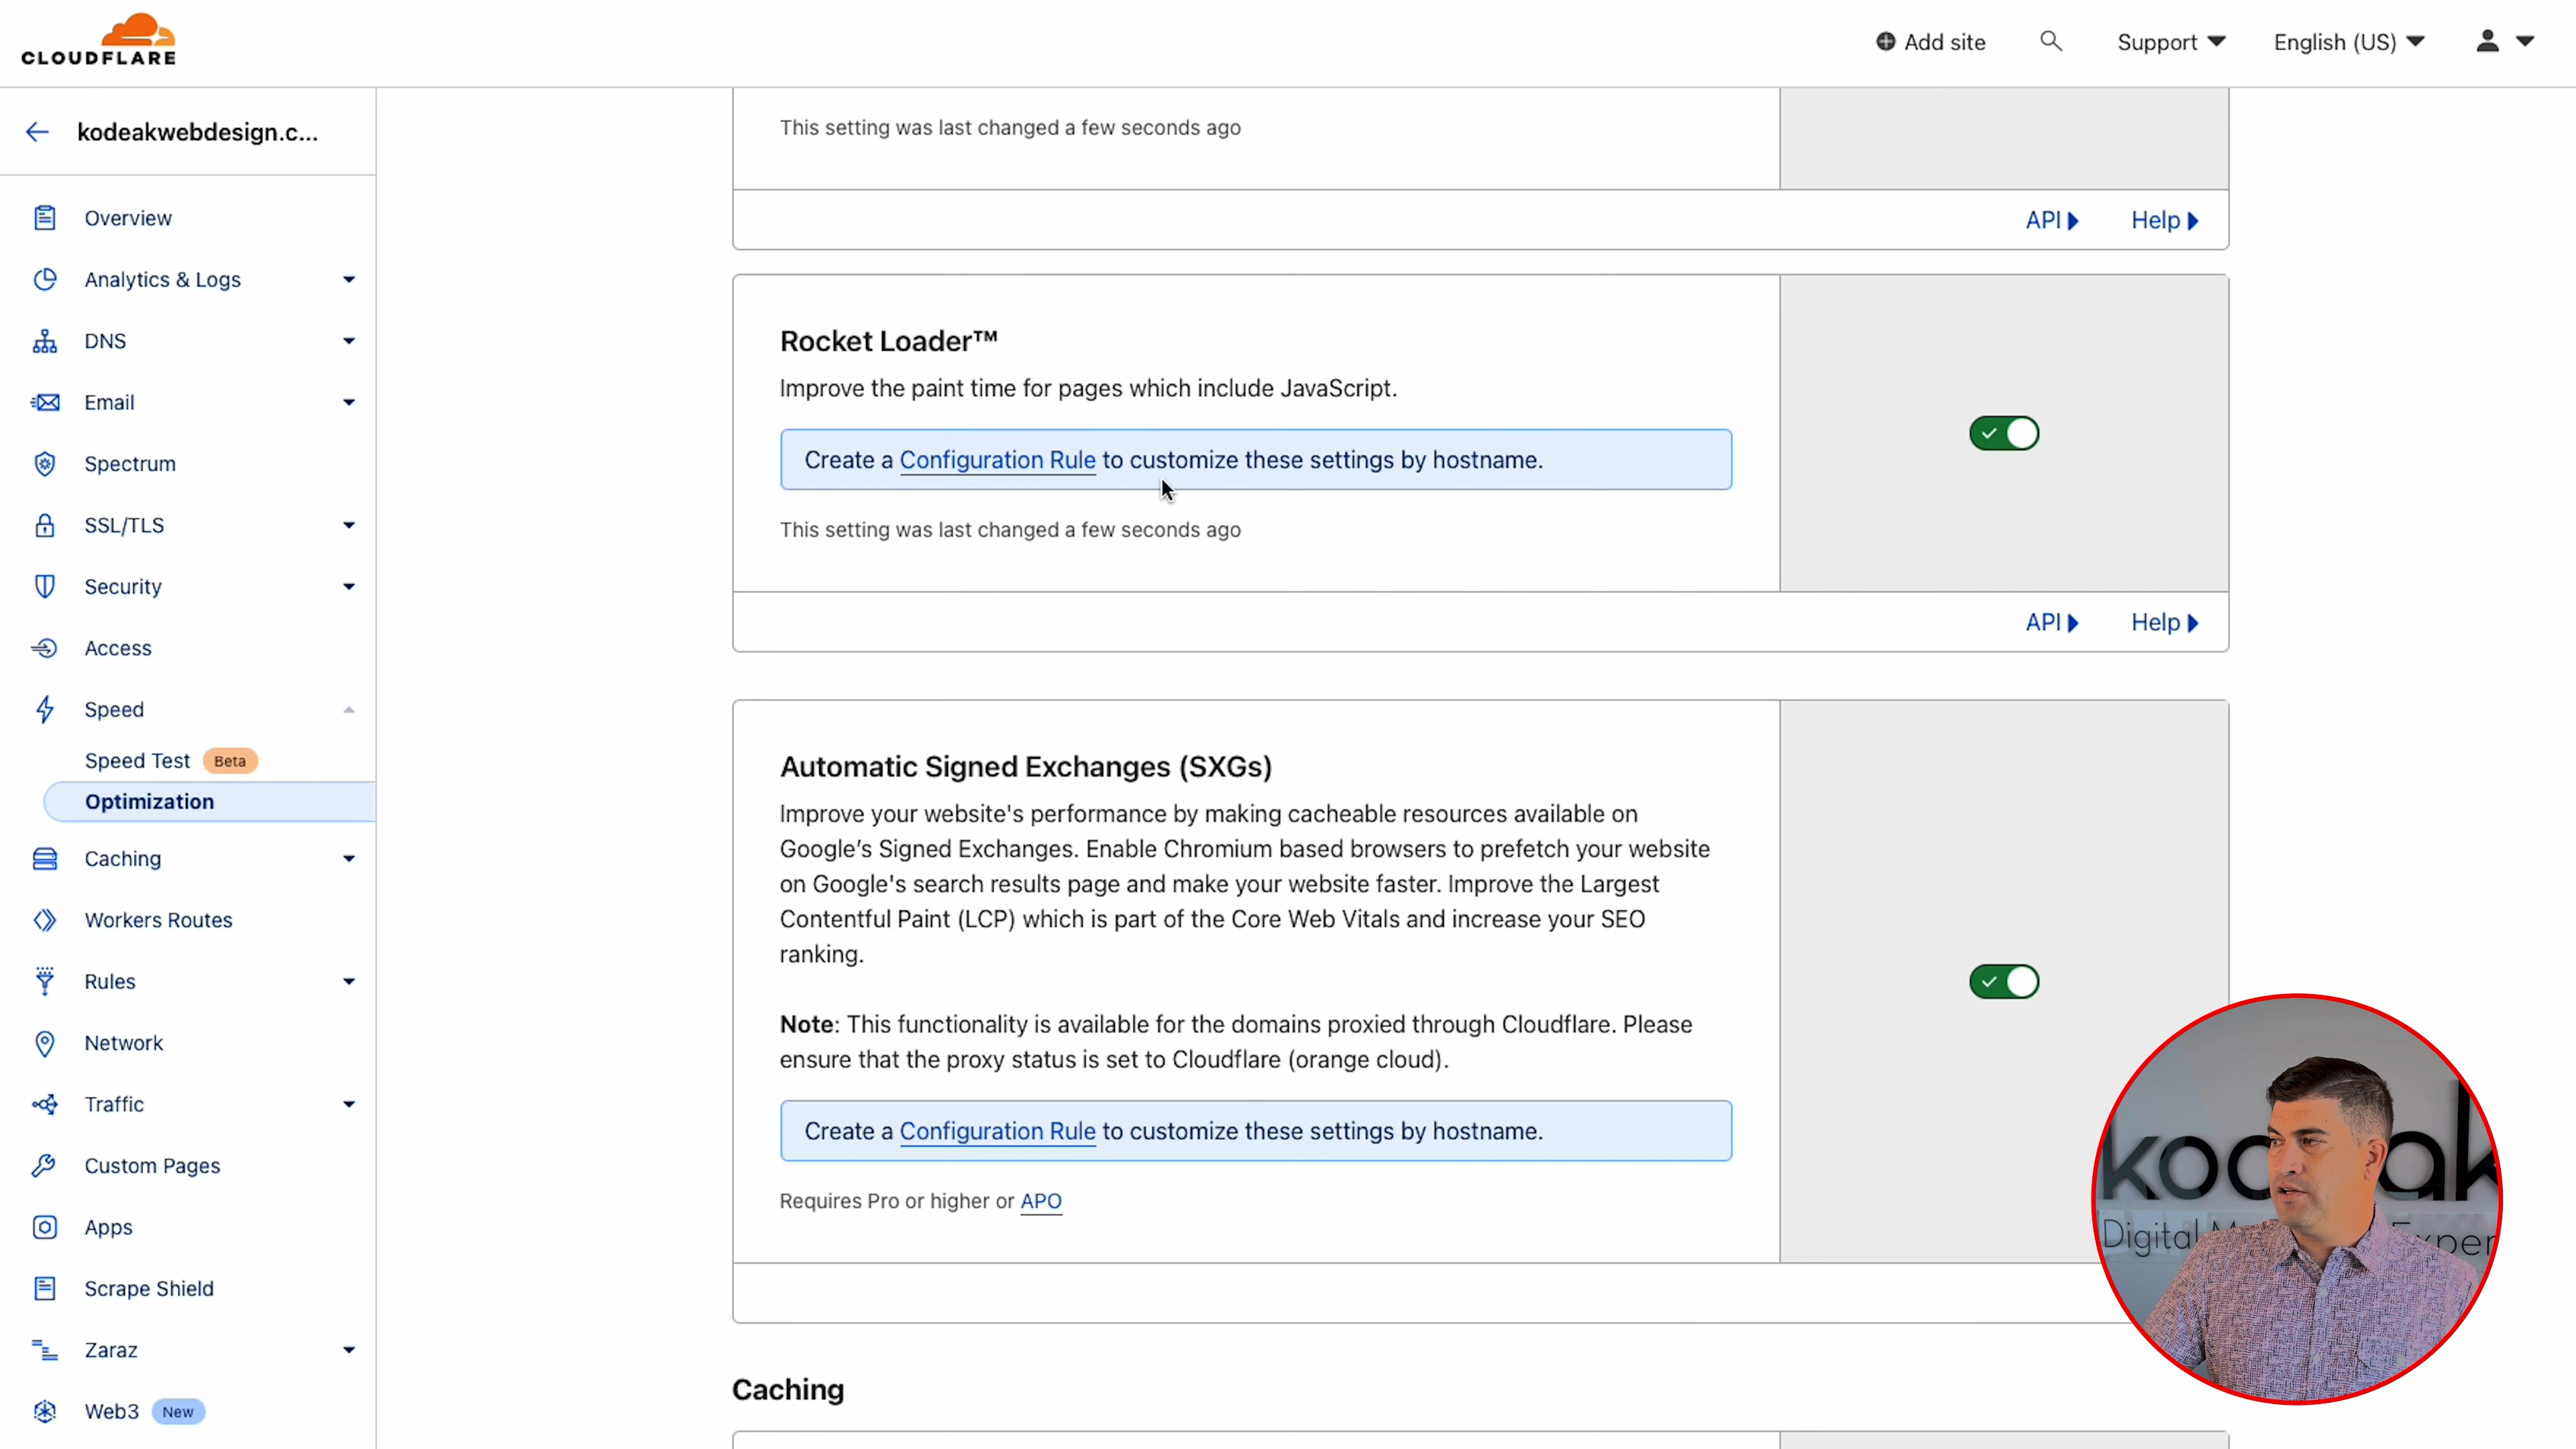 CLOUDFLARE
Add site
Support
English (US)
kodeakwebdesign.c...
Overview
Analytics & Logs
DNS
Email
Spectrum
SSL/TLS
Security
Access
Speed
Speed Test Beta
Optimization
Caching
Workers Routes
Rules
Network
Traffic
Custom Pages
Apps
Scrape Shield
Zaraz
Web3 New
This setting was last changed a few seconds ago
API Help
Rocket Loader™
Improve the paint time for pages which include JavaScript.
Create a Configuration Rule to customize these settings by hostname.
This setting was last changed a few seconds ago
API Help
Automatic Signed Exchanges (SXGs)
Improve your website's performance by making cacheable resources available on
Google’s Signed Exchanges. Enable Chromium based browsers to prefetch your website
on Google's search results page and make your website faster. Improve the Largest
Contentful Paint (LCP) which is part of the Core Web Vitals and increase your SEO
ranking.
Note: This functionality is available for the domains proxied through Cloudflare. Please
ensure that the proxy status is set to Cloudflare (orange cloud).
Create a Configuration Rule to customize these settings by hostname.
Requires Pro or higher or APO
Caching
Digital